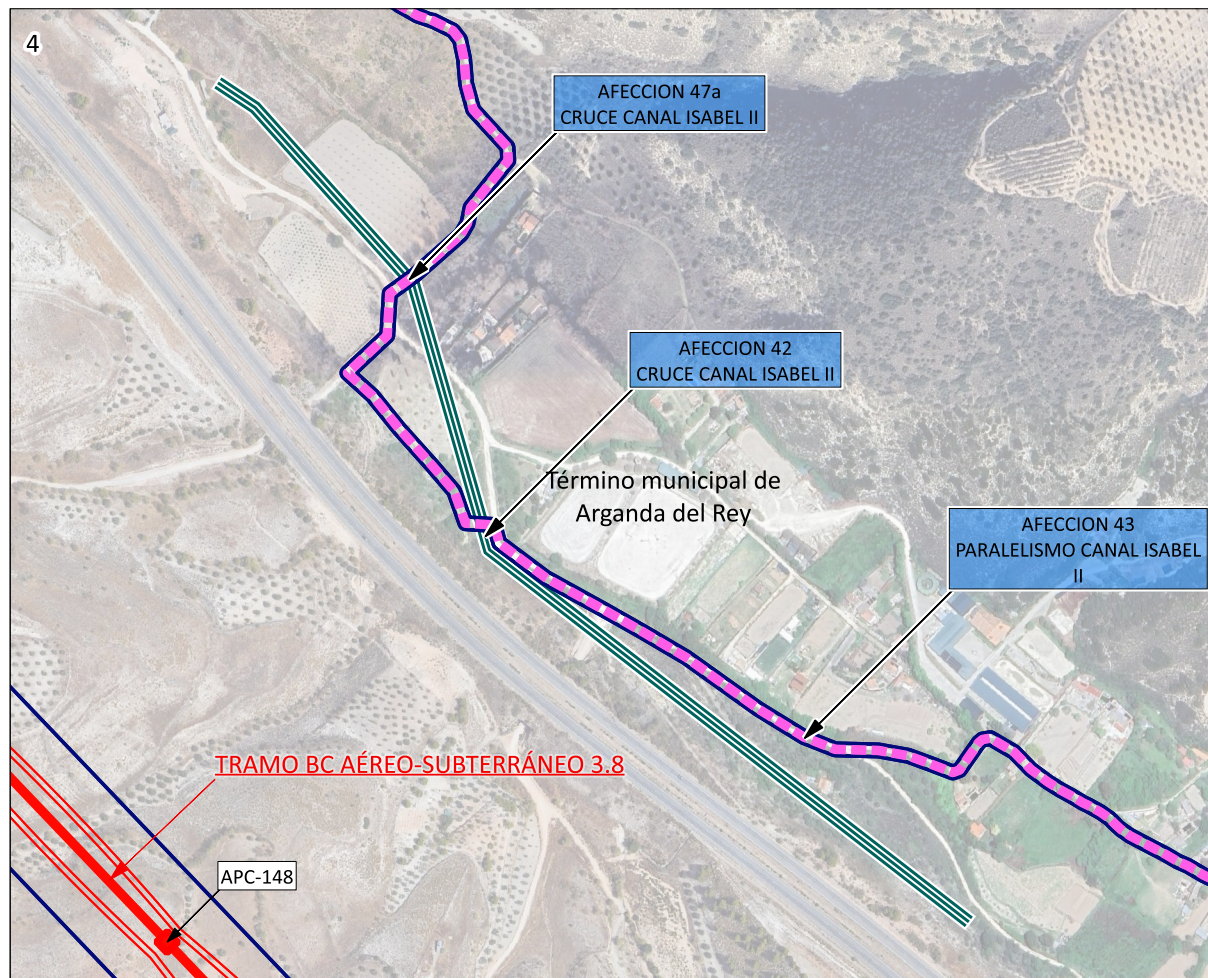 4
AFECCION 47a
CRUCE CANAL ISABEL II
AFECCION 42
CRUCE CANAL ISABEL II
Término municipal de
Arganda del Rey
AFECCION 43
PARALELISMO CANAL ISABEL
II
TRAMO BC AÉREO-SUBTERRÁNEO 3.8
APC-148